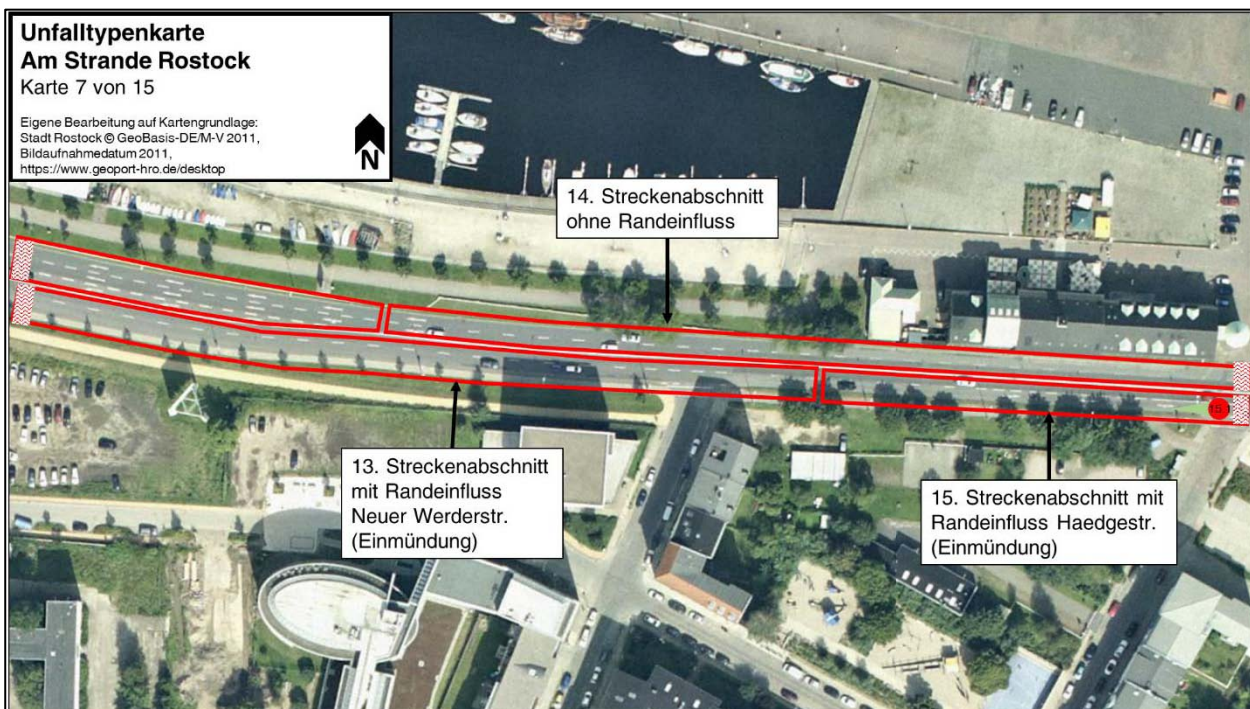 Unfalltypenkarte
Am Strande Rostock
Karte 7 von 15
Eigene Bearbeitung auf Kartengrundlage:
Stadt Rostock © GeoBasis-DE/M-V 2011,
Bildaufnahmedatum 2011,
https://www.geoport-hro.de/desktop
N
14. Streckenabschnitt
ohne Randeinfluss
13. Streckenabschnitt
mit Randeinfluss
Neuer Werderstr.
(Einmündung)
15. Streckenabschnitt mit
Randeinfluss Haedgestr.
(Einmündung)